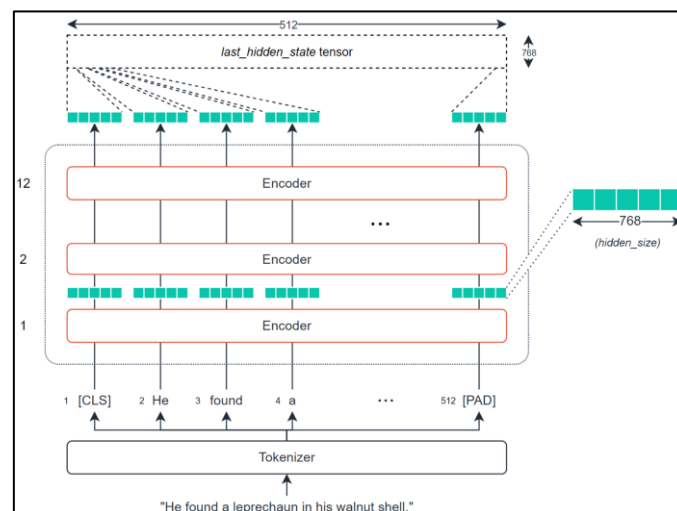 512
last_hidden_state tensor
768
12
Encoder
...
2
Encoder
768
(hidden_size)
1
Encoder
1 [CLS] 2 He 3 found 4 a ... 512 [PAD]
Tokenizer
"He found a leprechaun in his walnut shell."